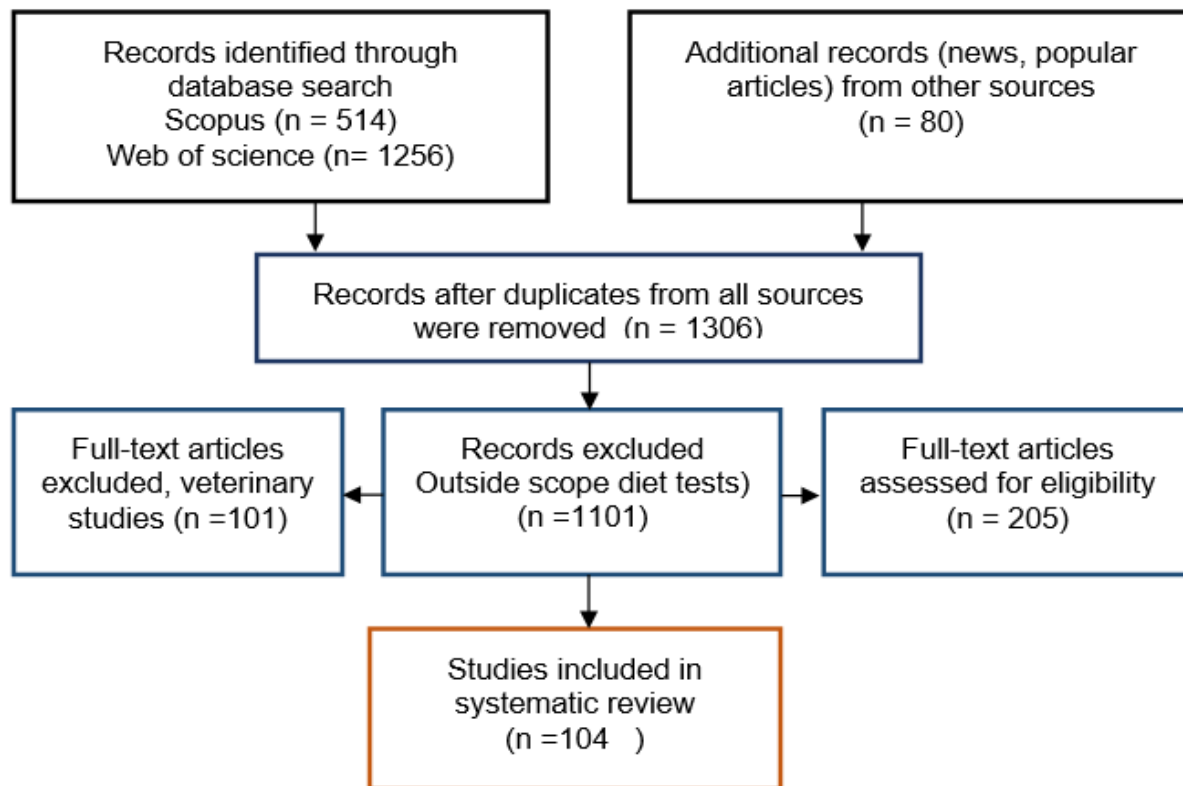 Records identified through
database search
Scopus (n = 514)
Web of science (n= 1256)
Additional records (news, popular
articles) from other sources
(n = 80)
Records after duplicates from all sources
were removed  (n = 1306)
Full-text articles
excluded, veterinary
studies (n =101)
Records excluded
Outside scope diet tests)
(n =1101)
Full-text articles
assessed for eligibility
(n = 205)
Studies included in
systematic review
(n =104   )